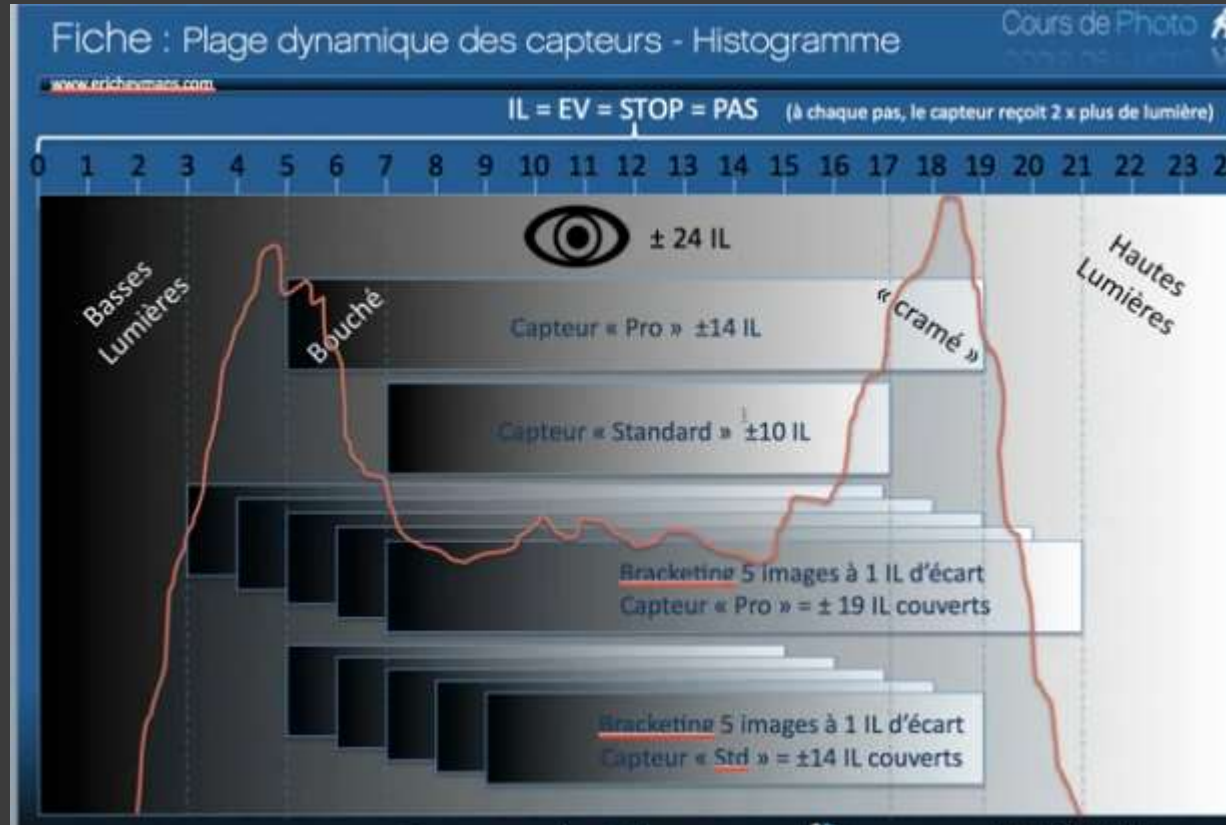 Fiche : Plage dynamique des capteurs - Histogramme
Cours de Photo
www.ericheymans.com
IL = EV = STOP = PAS (à chaque pas, le capteur reçoit 2 x plus de lumière)
0 1 2 3 4 5 6 7 8 9 10 11 12 13 14 15 16 17 18 19 20 21 22 23
± 24 IL
Basses
Lumières
Bouché
« cramé »
Hautes
Lumières
Capteur « Pro » ±14 IL
Capteur « Standard » ±10 IL
Bracketing 5 images à 1 IL d'écart
Capteur « Pro » = ± 19 IL couverts
Bracketing 5 images à 1 IL d'écart
Capteur « Std » = ±14 IL couverts